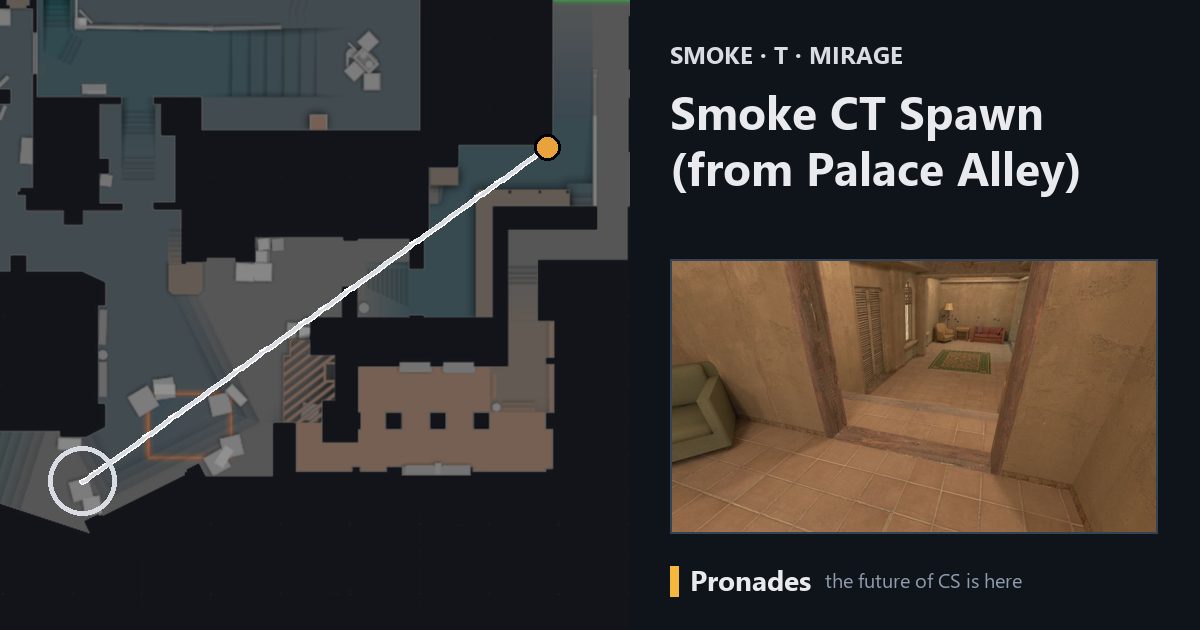 SMOKE · T · MIRAGE
Smoke CT Spawn
(from Palace Alley)
Pronades the future of CS is here